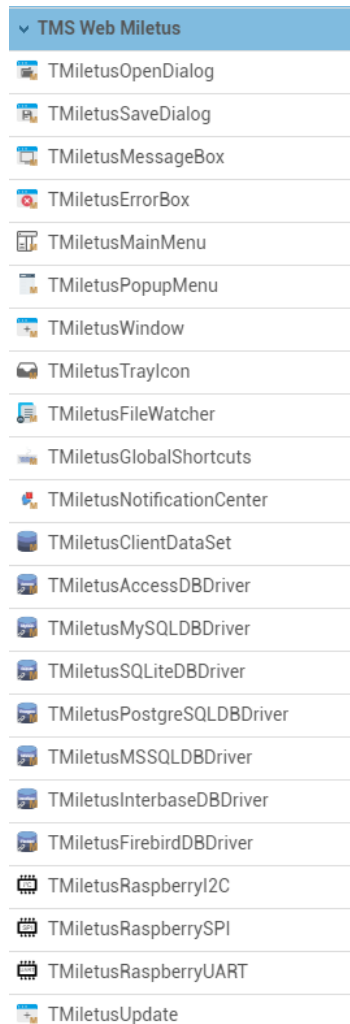 TMS Web Miletus
TMiletusOpenDialog
TMiletusSaveDialog
TMiletusMessageBox
TMiletusErrorBox
TMiletusMainMenu
TMiletusPopupMenu
TMiletusWindow
TMiletusTrayIcon
TMiletusFileWatcher
TMiletusGlobalShortcuts
TMiletusNotificationCenter
TMiletusClientDataSet
TMiletusAccessDBDriver
TMiletusMySQLDBDriver
TMiletusSQLiteDBDriver
TMiletusPostgreSQLDBDriver
TMiletusMSSQLDBDriver
TMiletusInterbaseDBDriver
TMiletusFirebirdDBDriver
TMiletusRaspberryI2C
TMiletusRaspberrySPI
TMiletusRaspberryUART
TMiletusUpdate